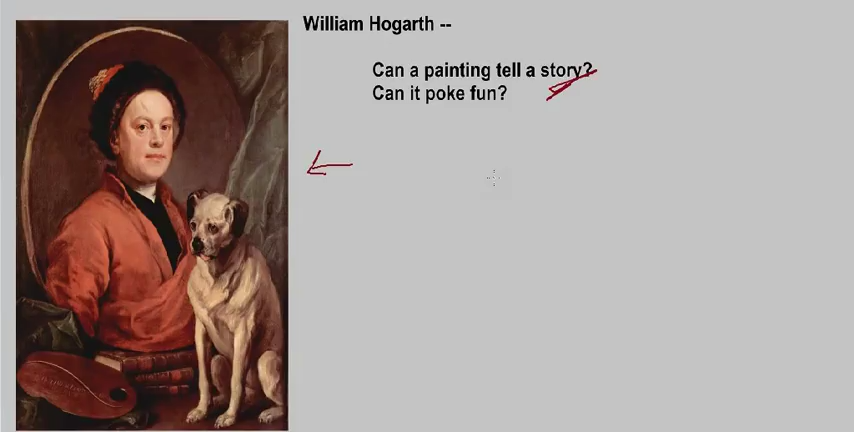 William Hogarth --
Can a painting tell a story?
Can it poke fun?